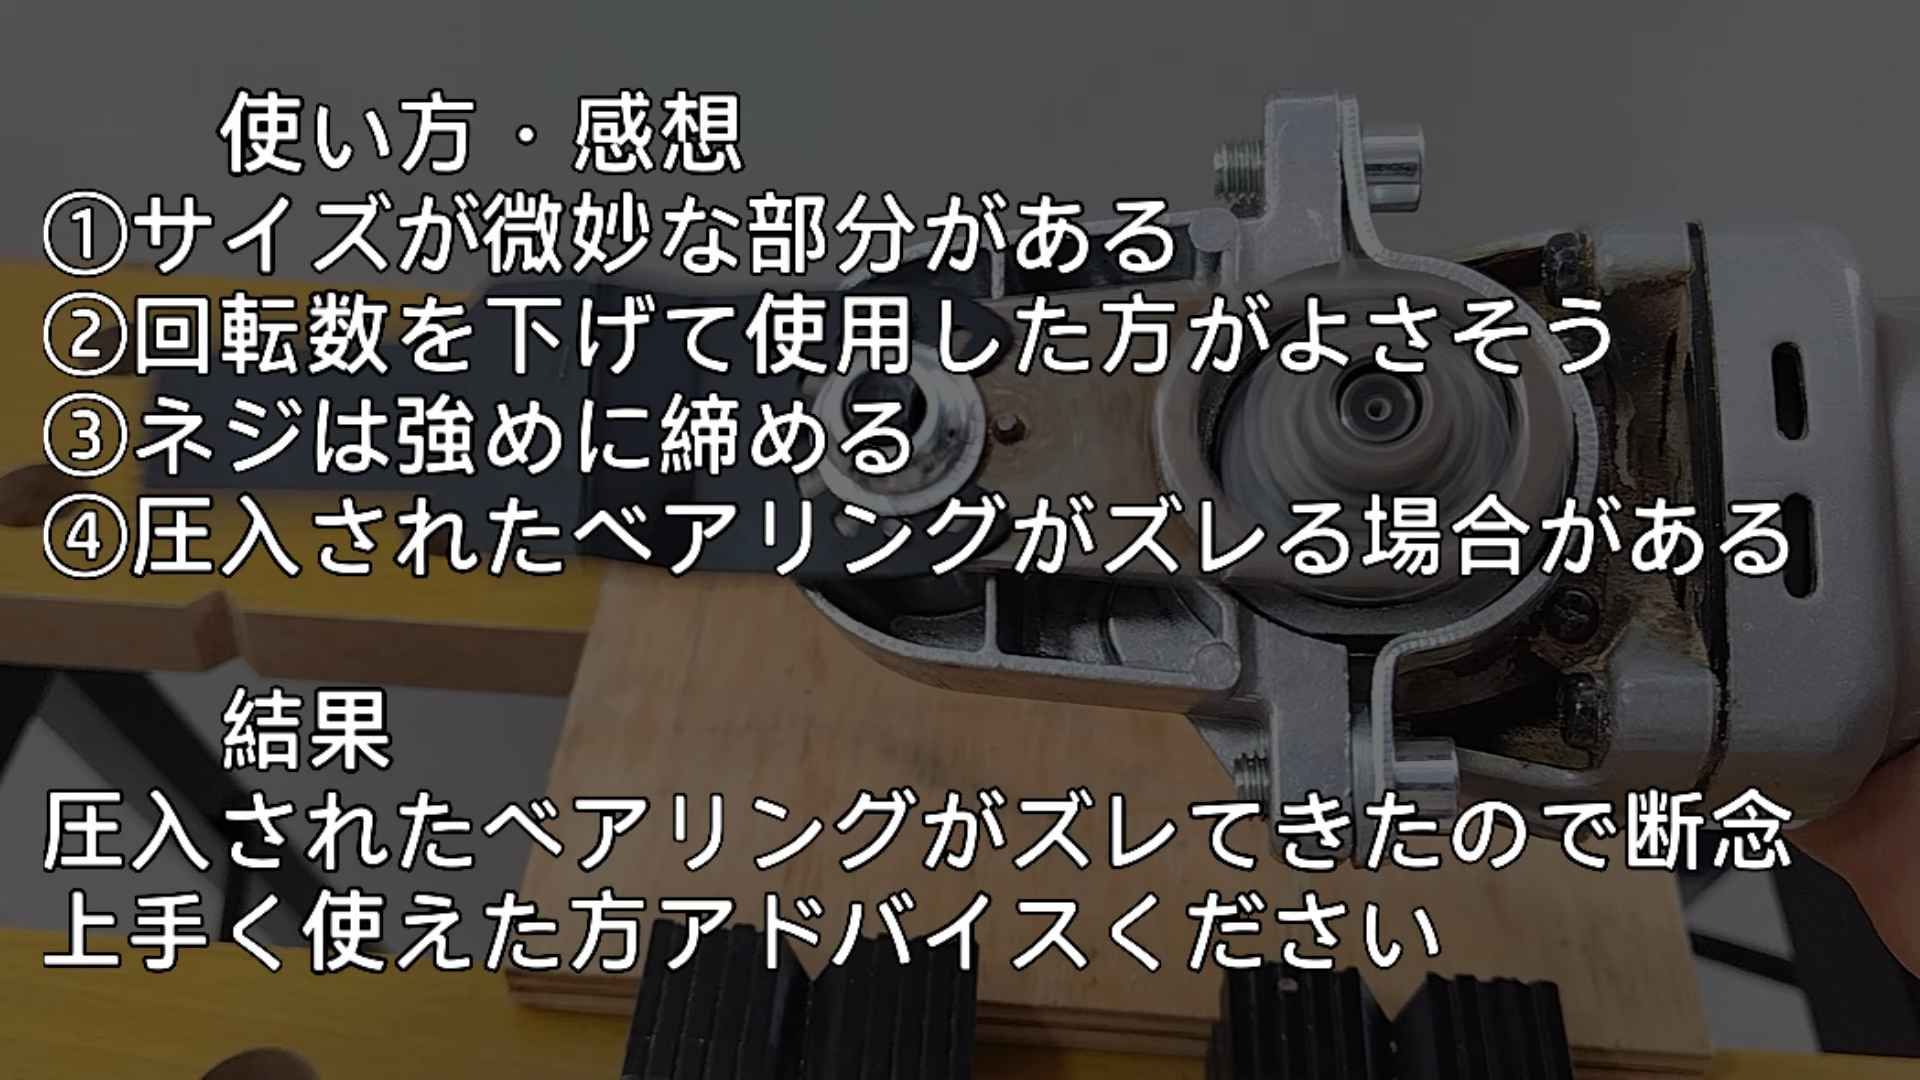 使い方・感想
①サイズが微妙な部分がある
②回転数を下げて使用した方がよさそう
③ネジは強めに締める
④圧入されたベアリングがズレる場合がある
結果
圧入されたベアリングがズレてきたので断念
上手く使えた方アドバイスください